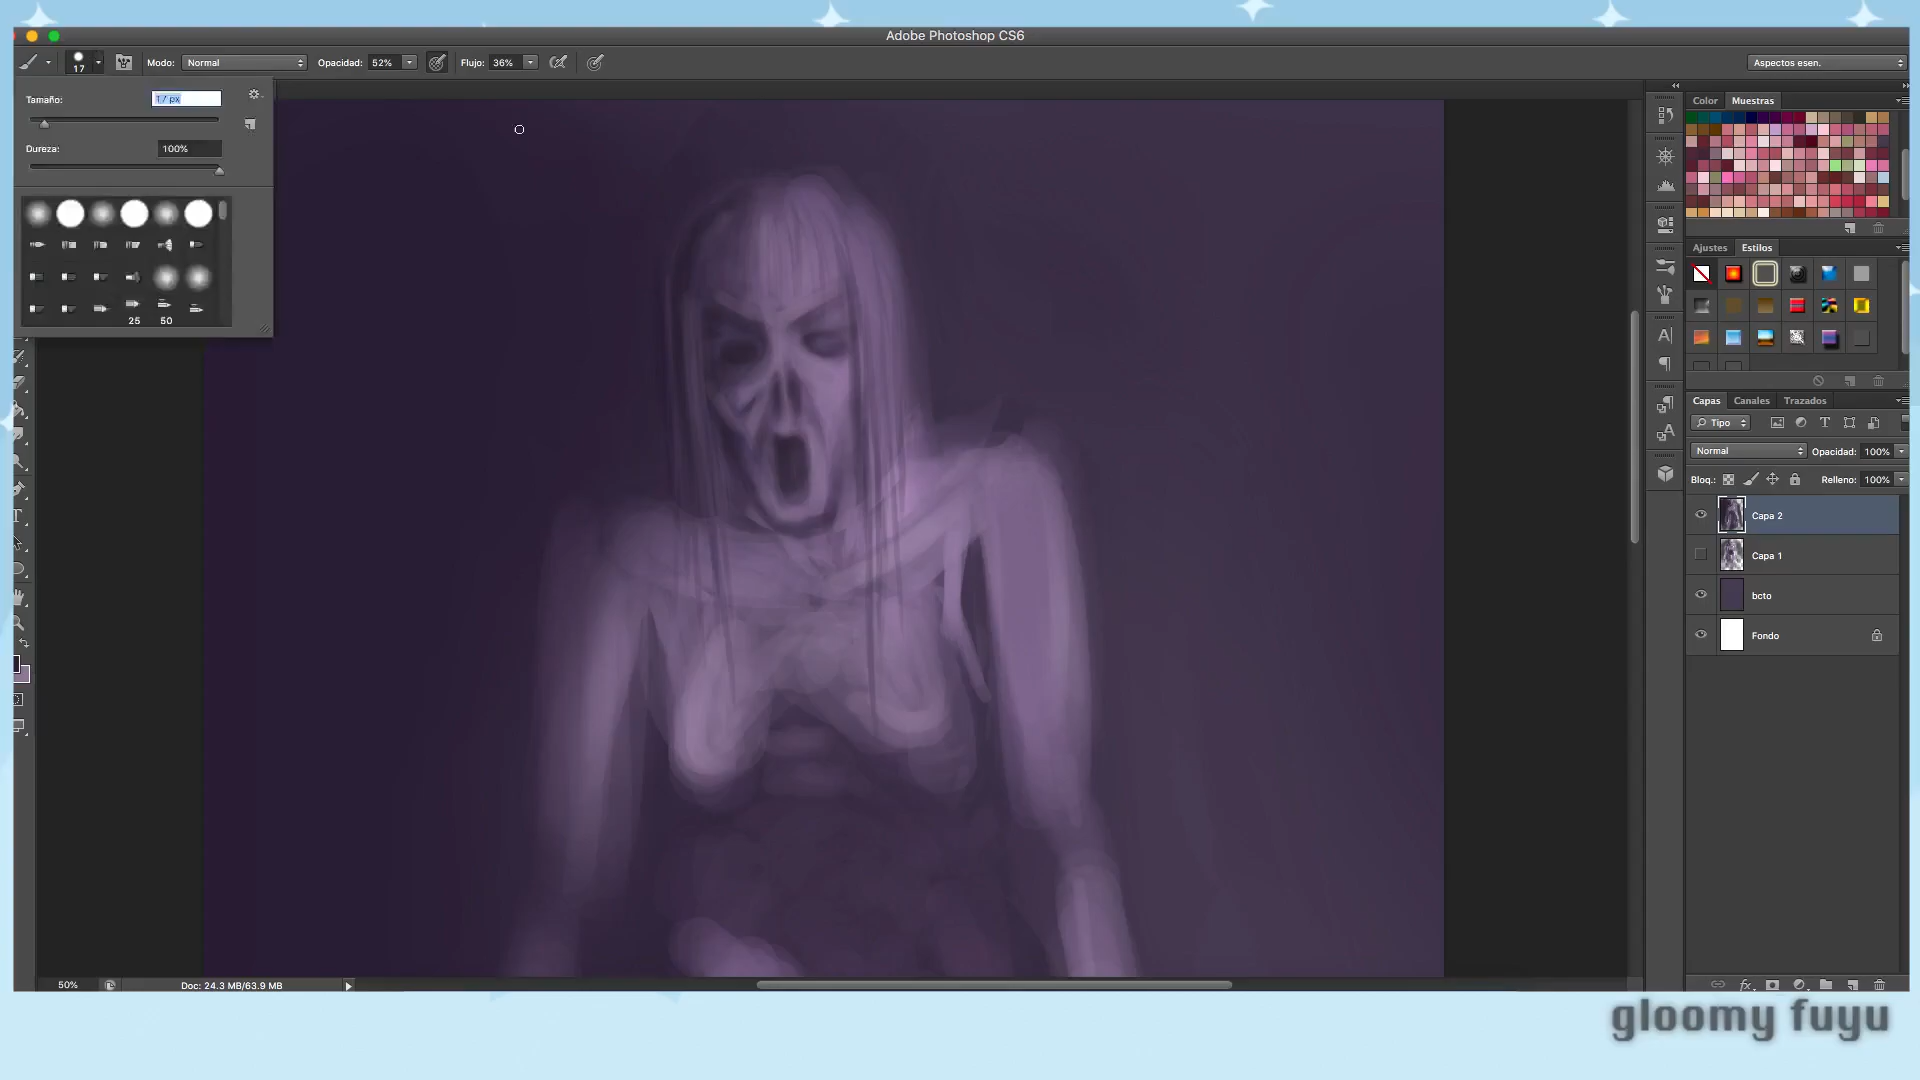 Adobe Photoshop CS6
17
Modo: Normal
Opacidad: 52%
Flujo: 36%
Aspectos esen.
Tamaño: 17 px
Dureza: 100%
25
50
Color
Muestras
Ajustes
Estilos
Capas
Canales
Trazados
Tipo
Normal
Opacidad: 100%
Bloq.:
Relleno: 100%
Capa 2
Capa 1
bcto
Fondo
fx
50%
Doc: 24.3 MB/63.9 MB
gloomy fuyu